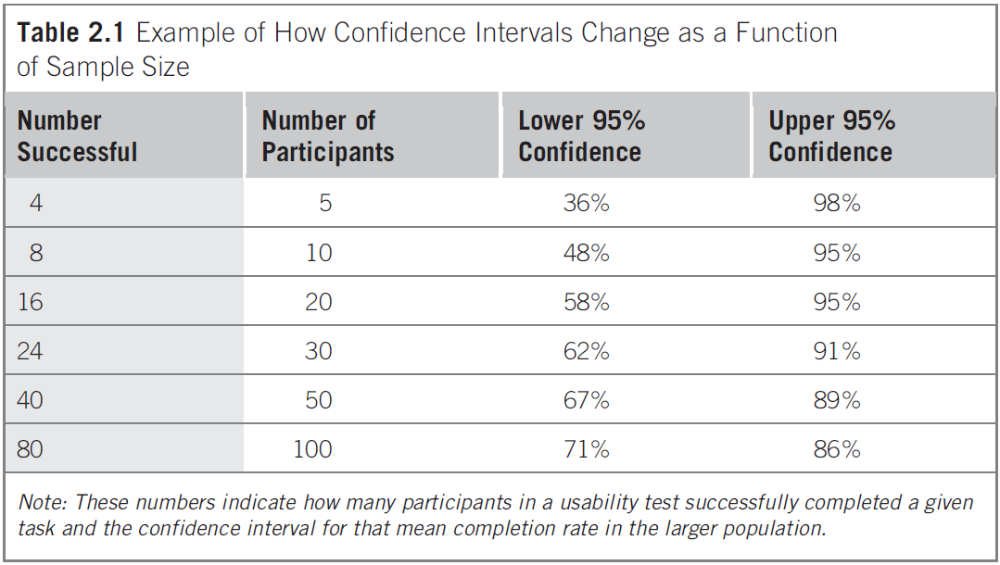 Table 2.1 Example of How Confidence Intervals Change as a Function
of Sample Size
Number Successful Number of Participants Lower 95% Confidence Upper 95% Confidence
4 5 36% 98%
8 10 48% 95%
16 20 58% 95%
24 30 62% 91%
40 50 67% 89%
80 100 71% 86%
Note: These numbers indicate how many participants in a usability test successfully completed a given
task and the confidence interval for that mean completion rate in the larger population.